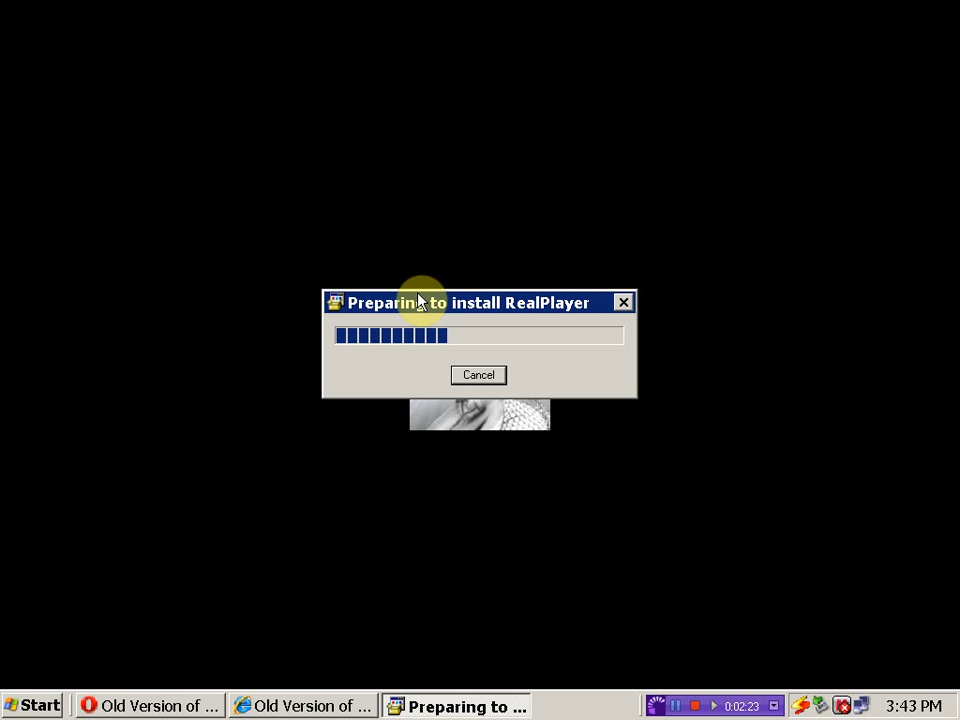 Preparing to install RealPlayer
Cancel
Start
Old Version of ...
Old Version of ...
Preparing to ...
0:02:23
3:43 PM